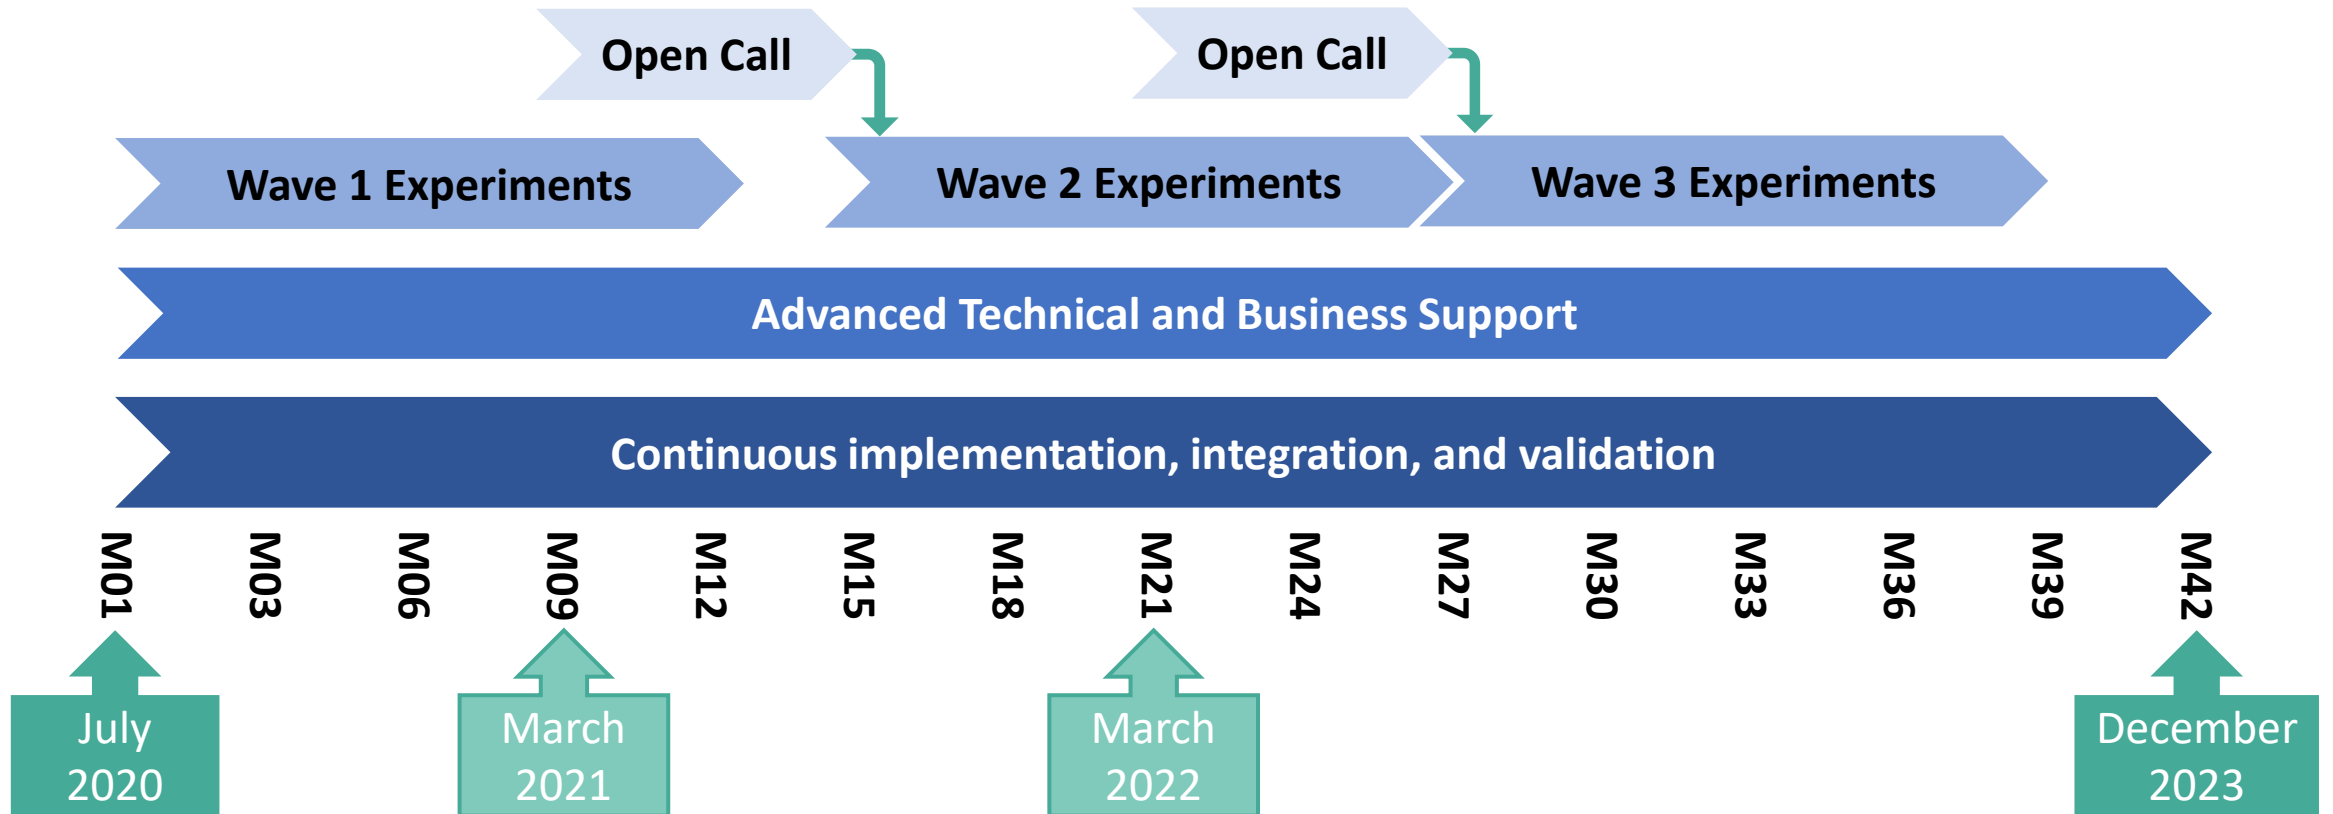 Open Call
Open Call
Wave 1 Experiments
Wave 2 Experiments
Wave 3 Experiments
Advanced Technical and Business Support
Continuous implementation, integration, and validation
M01
M03
M06
M09
M12
M15
M18
M21
M24
M27
M30
M33
M36
M39
M42
July
2020
March
2021
March
2022
December
2023